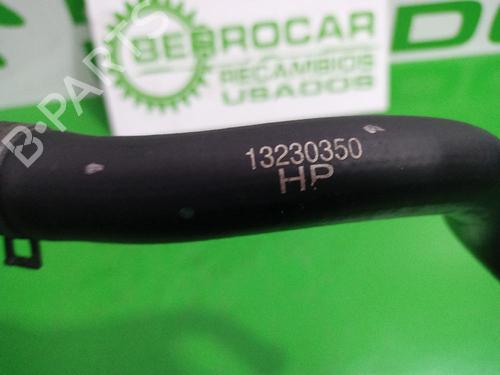 B-PARTS
GEBROCAR
RECAMBIOS
USADOS
13230350
HP